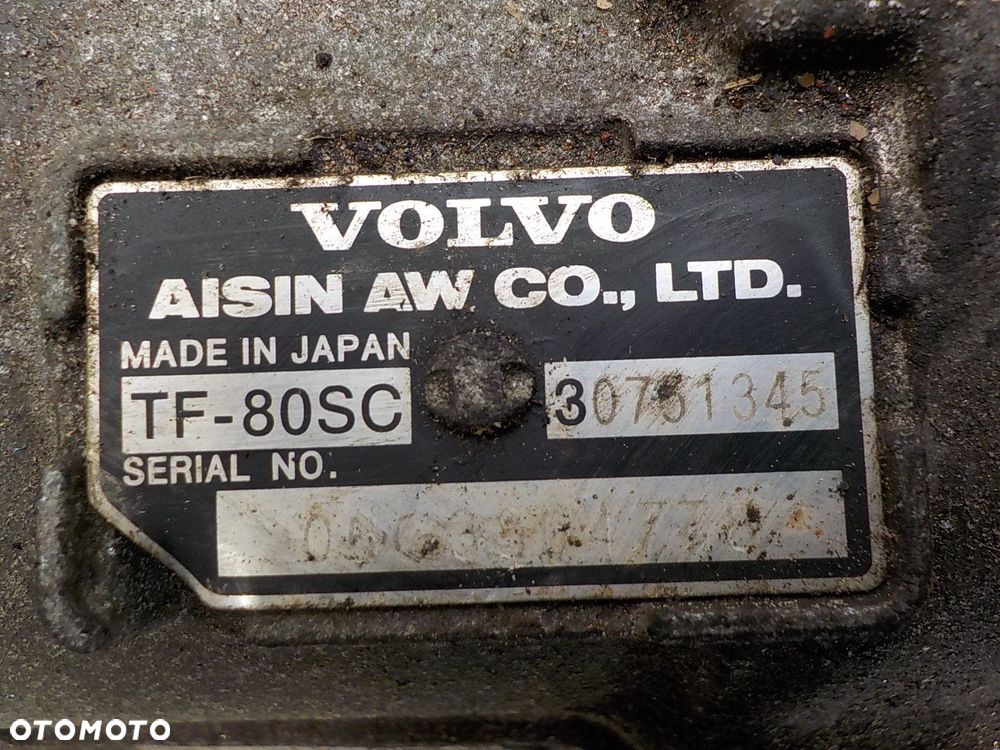 VOLVO
AISIN AW CO., LTD.
MADE IN JAPAN
TF-80SC 30751345
SERIAL NO.
OTOMOTO